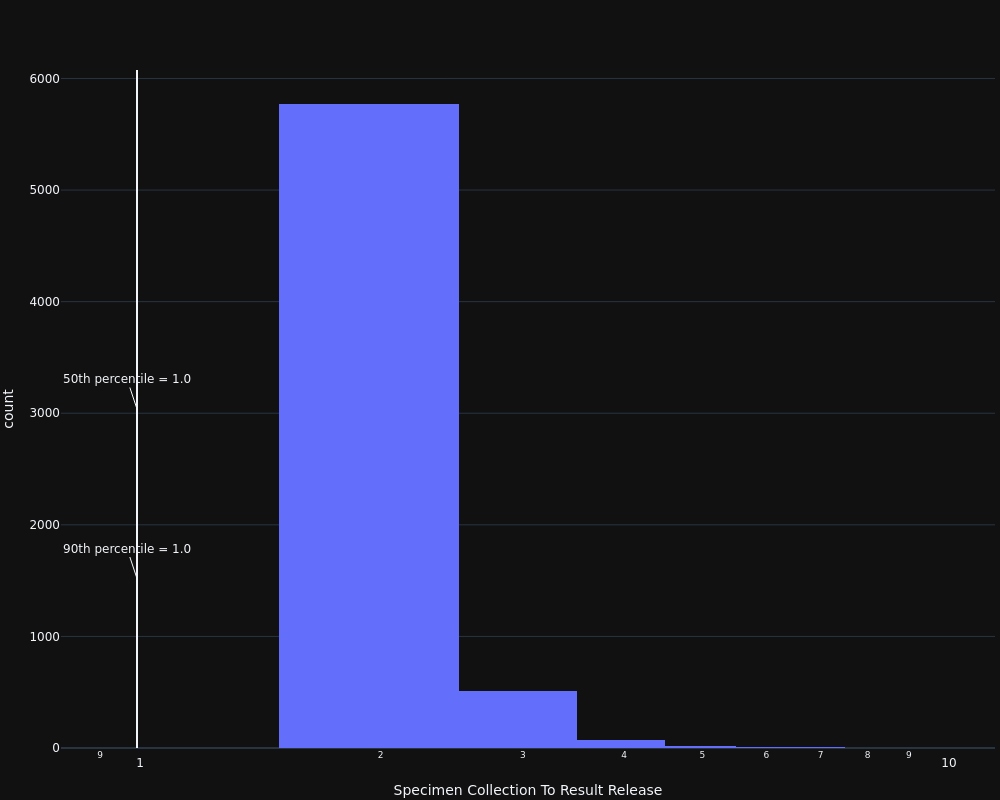 6000
5000
4000
50th percentile = 1.0
3000
count
2000
90th percentile = 1.0
1000
0
9 1 2 3 4 5 6 7 8 9 10
Specimen Collection To Result Release